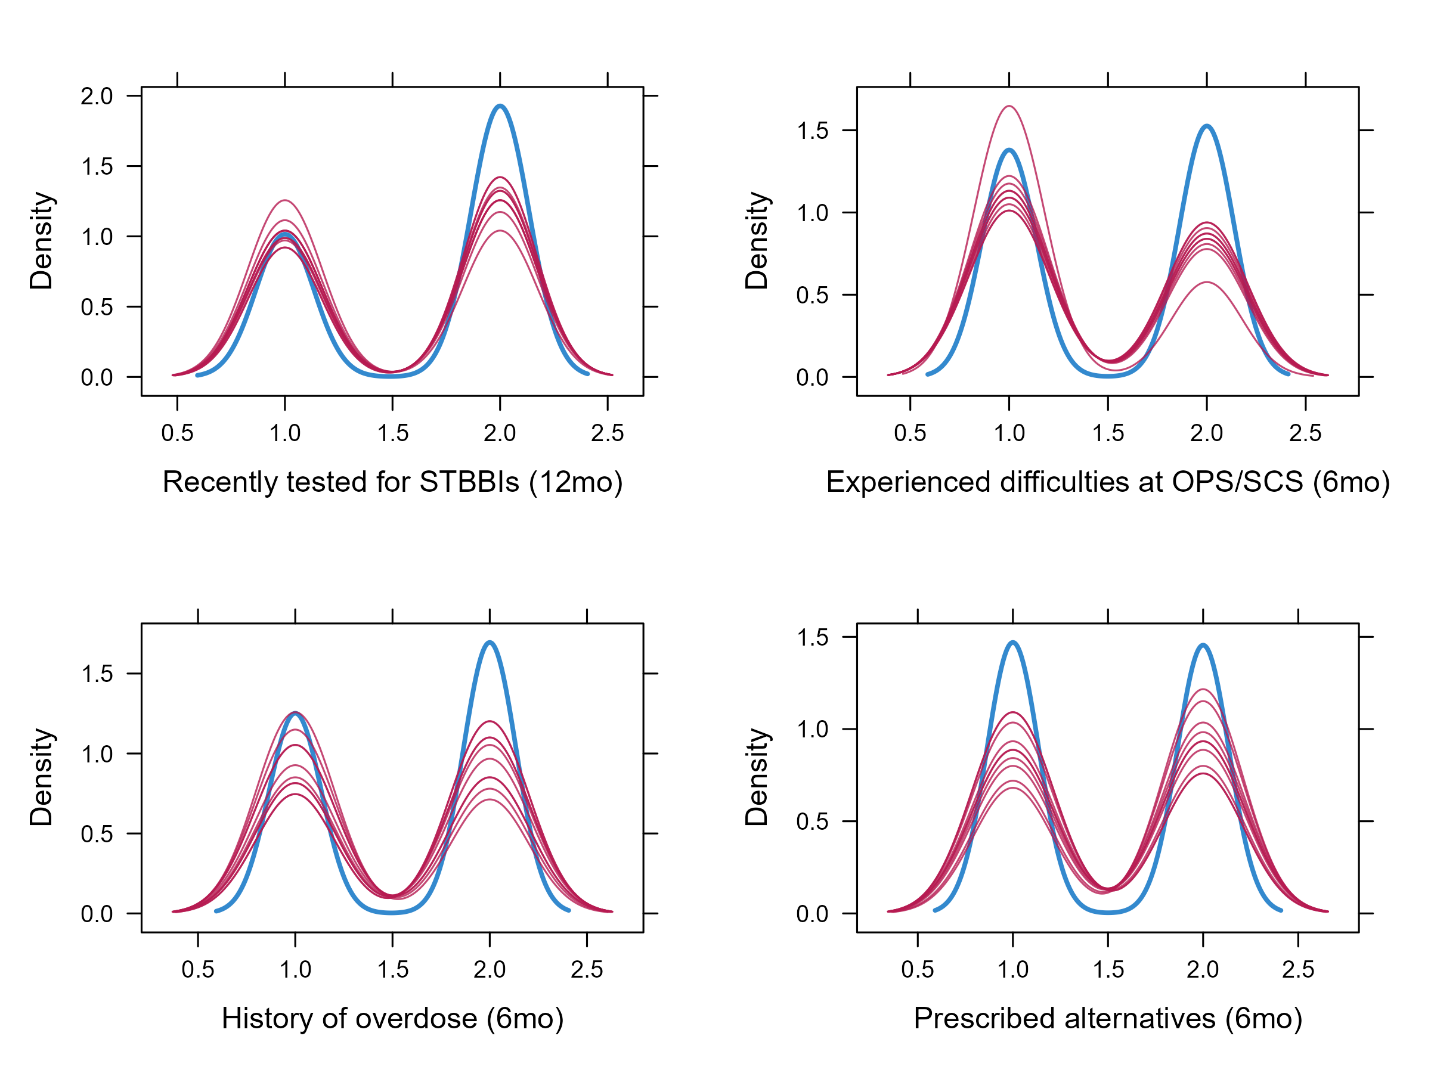 Density
2.0
1.5
1.0
0.5
0.0
0.5 1.0 1.5 2.0 2.5
Recently tested for STBBIs (12mo)
Density
1.5
1.0
0.5
0.0
0.5 1.0 1.5 2.0 2.5
Experienced difficulties at OPS/SCS (6mo)
Density
1.5
1.0
0.5
0.0
0.5 1.0 1.5 2.0 2.5
History of overdose (6mo)
Density
1.5
1.0
0.5
0.0
0.5 1.0 1.5 2.0 2.5
Prescribed alternatives (6mo)